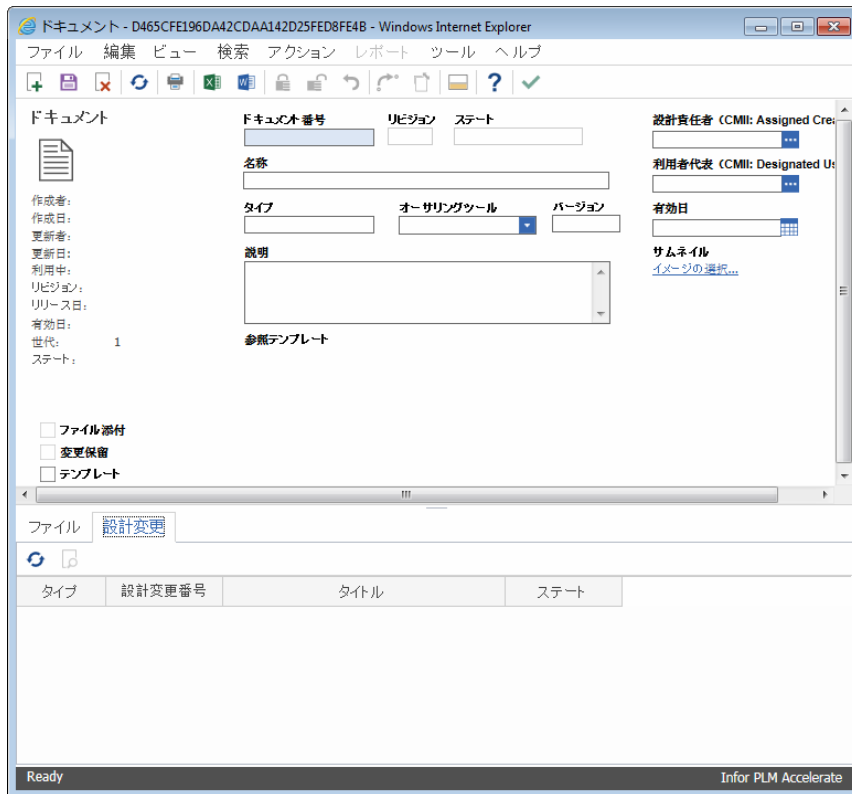 ドキュメント - D465CFE196DA42CDAA142D25FED8FE4B - Windows Internet Explorer
ファイル 編集 ビュー 検索 アクション レポート ツール ヘルプ
ドキュメント
作成者:
作成日:
更新者:
更新日:
利用中:
リビジョン:
リリース日:
有効日:
世代: 1
ステート:
ファイル添付
変更保留
テンプレート
ドキュメント番号 リビジョン ステート
名称
タイプ オーサリングツール バージョン
説明
参照テンプレート
設計責任者 (CMII: Assigned Crea
利用者代表 (CMII: Designated Us
有効日
サムネイル
イメージの選択...
ファイル 設計変更
タイプ 設計変更番号 タイトル ステート
Ready Infor PLM Accelerate